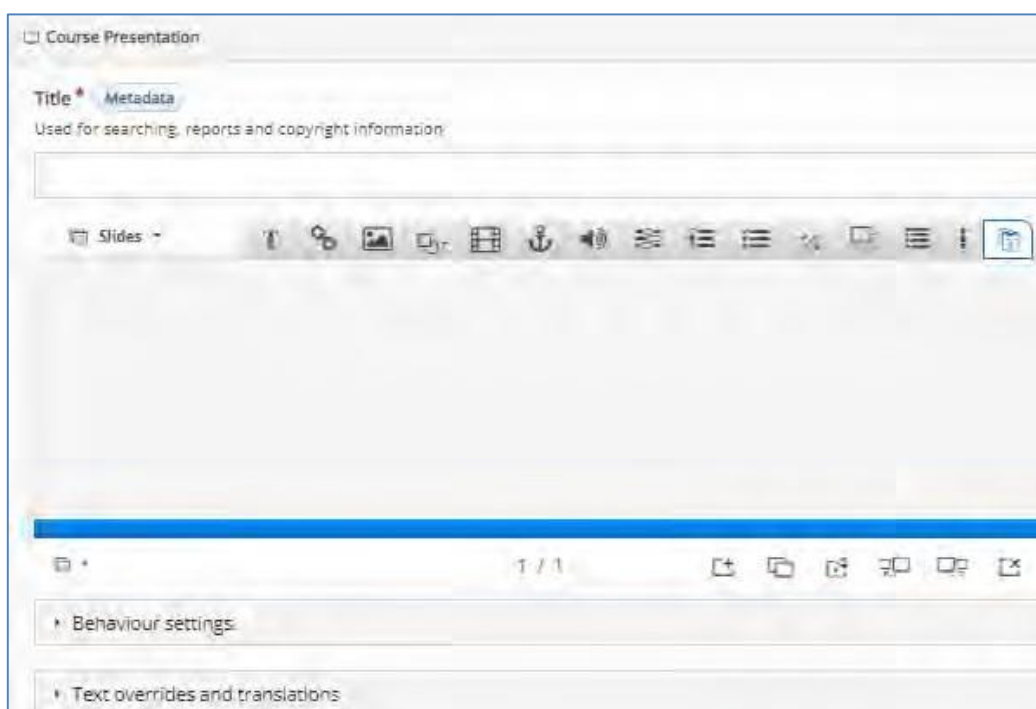 Course Presentation
Title * Metadata
Used for searching, reports and copyright information
Slides
1 / 1
Behaviour settings
Text overrides and translations